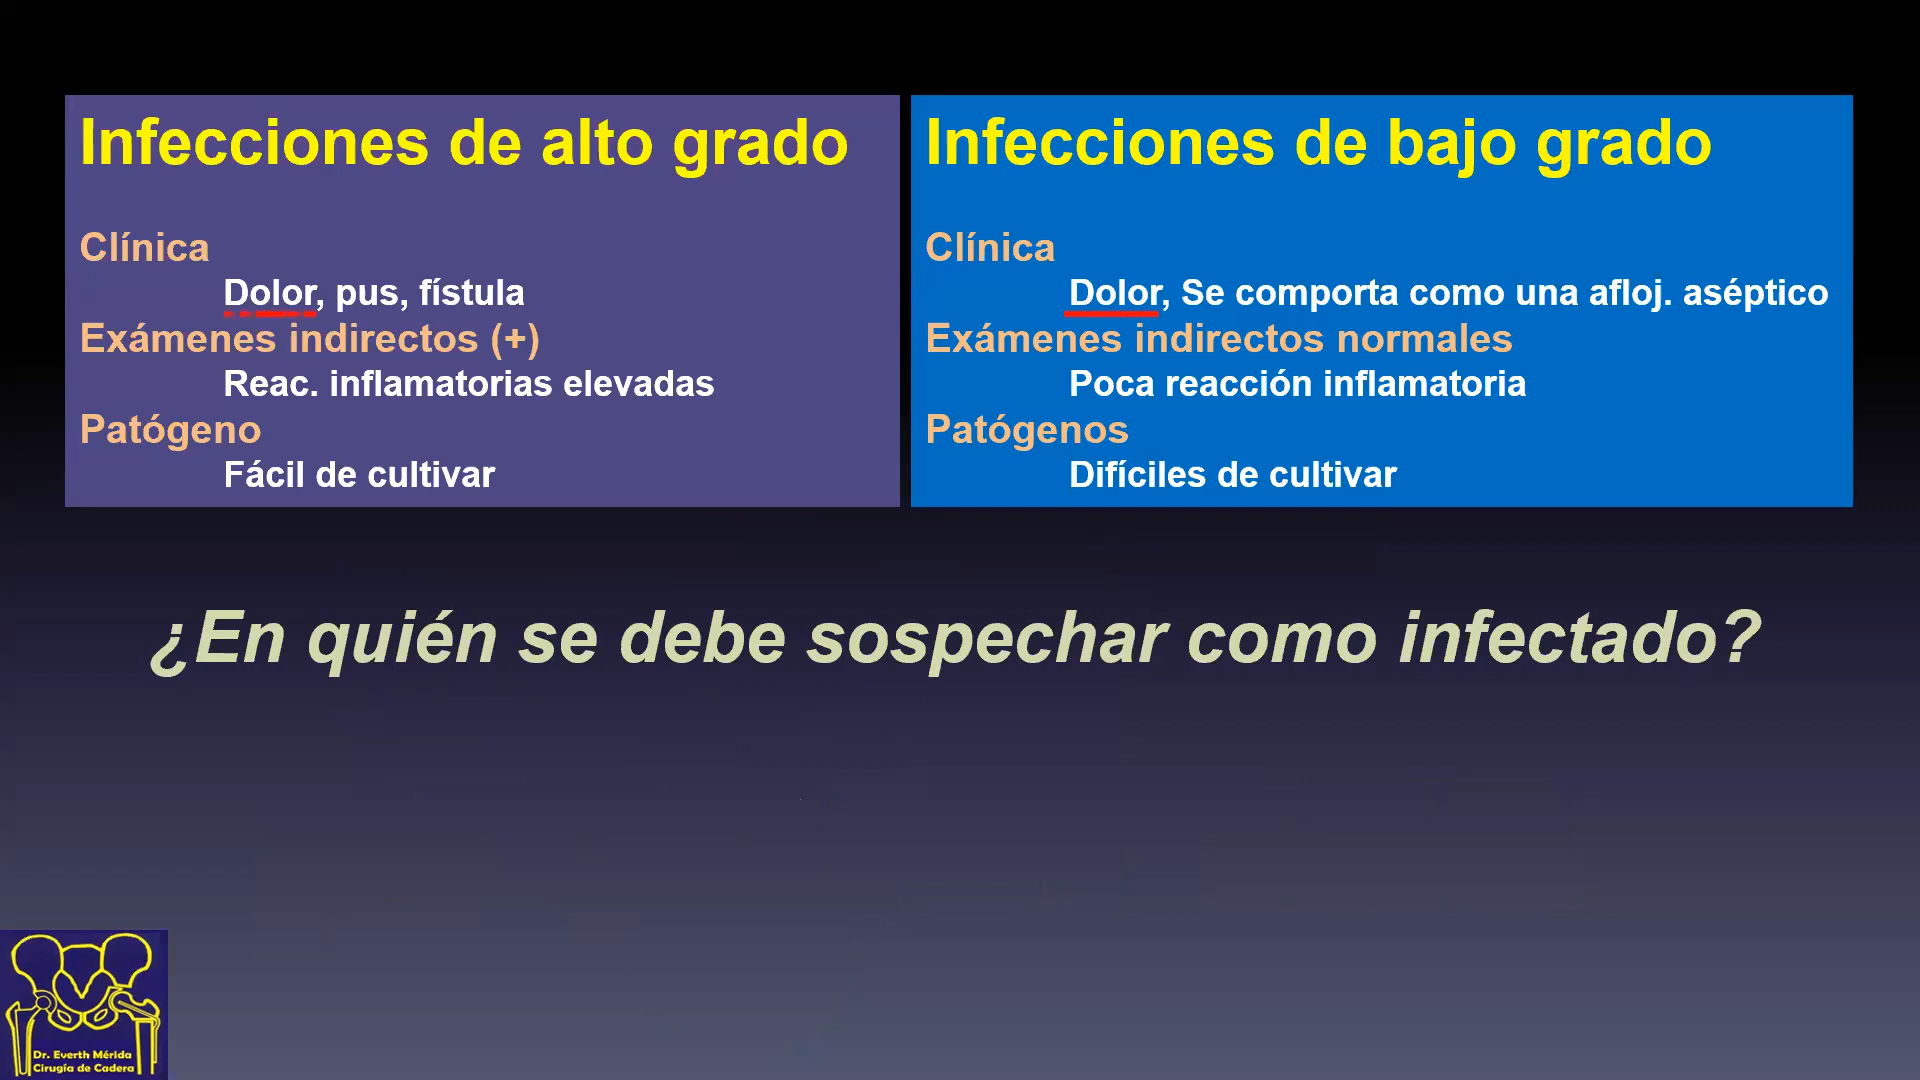 Infecciones de alto grado
Clínica
Dolor, pus, fístula
Exámenes indirectos (+)
Reac. inflamatorias elevadas
Patógeno
Fácil de cultivar
Infecciones de bajo grado
Clínica
Dolor, Se comporta como una afloj. aséptico
Exámenes indirectos normales
Poca reacción inflamatoria
Patógenos
Difíciles de cultivar
¿En quién se debe sospechar como infectado?
Dr. Everth Mérida
Cirugía de Cadera